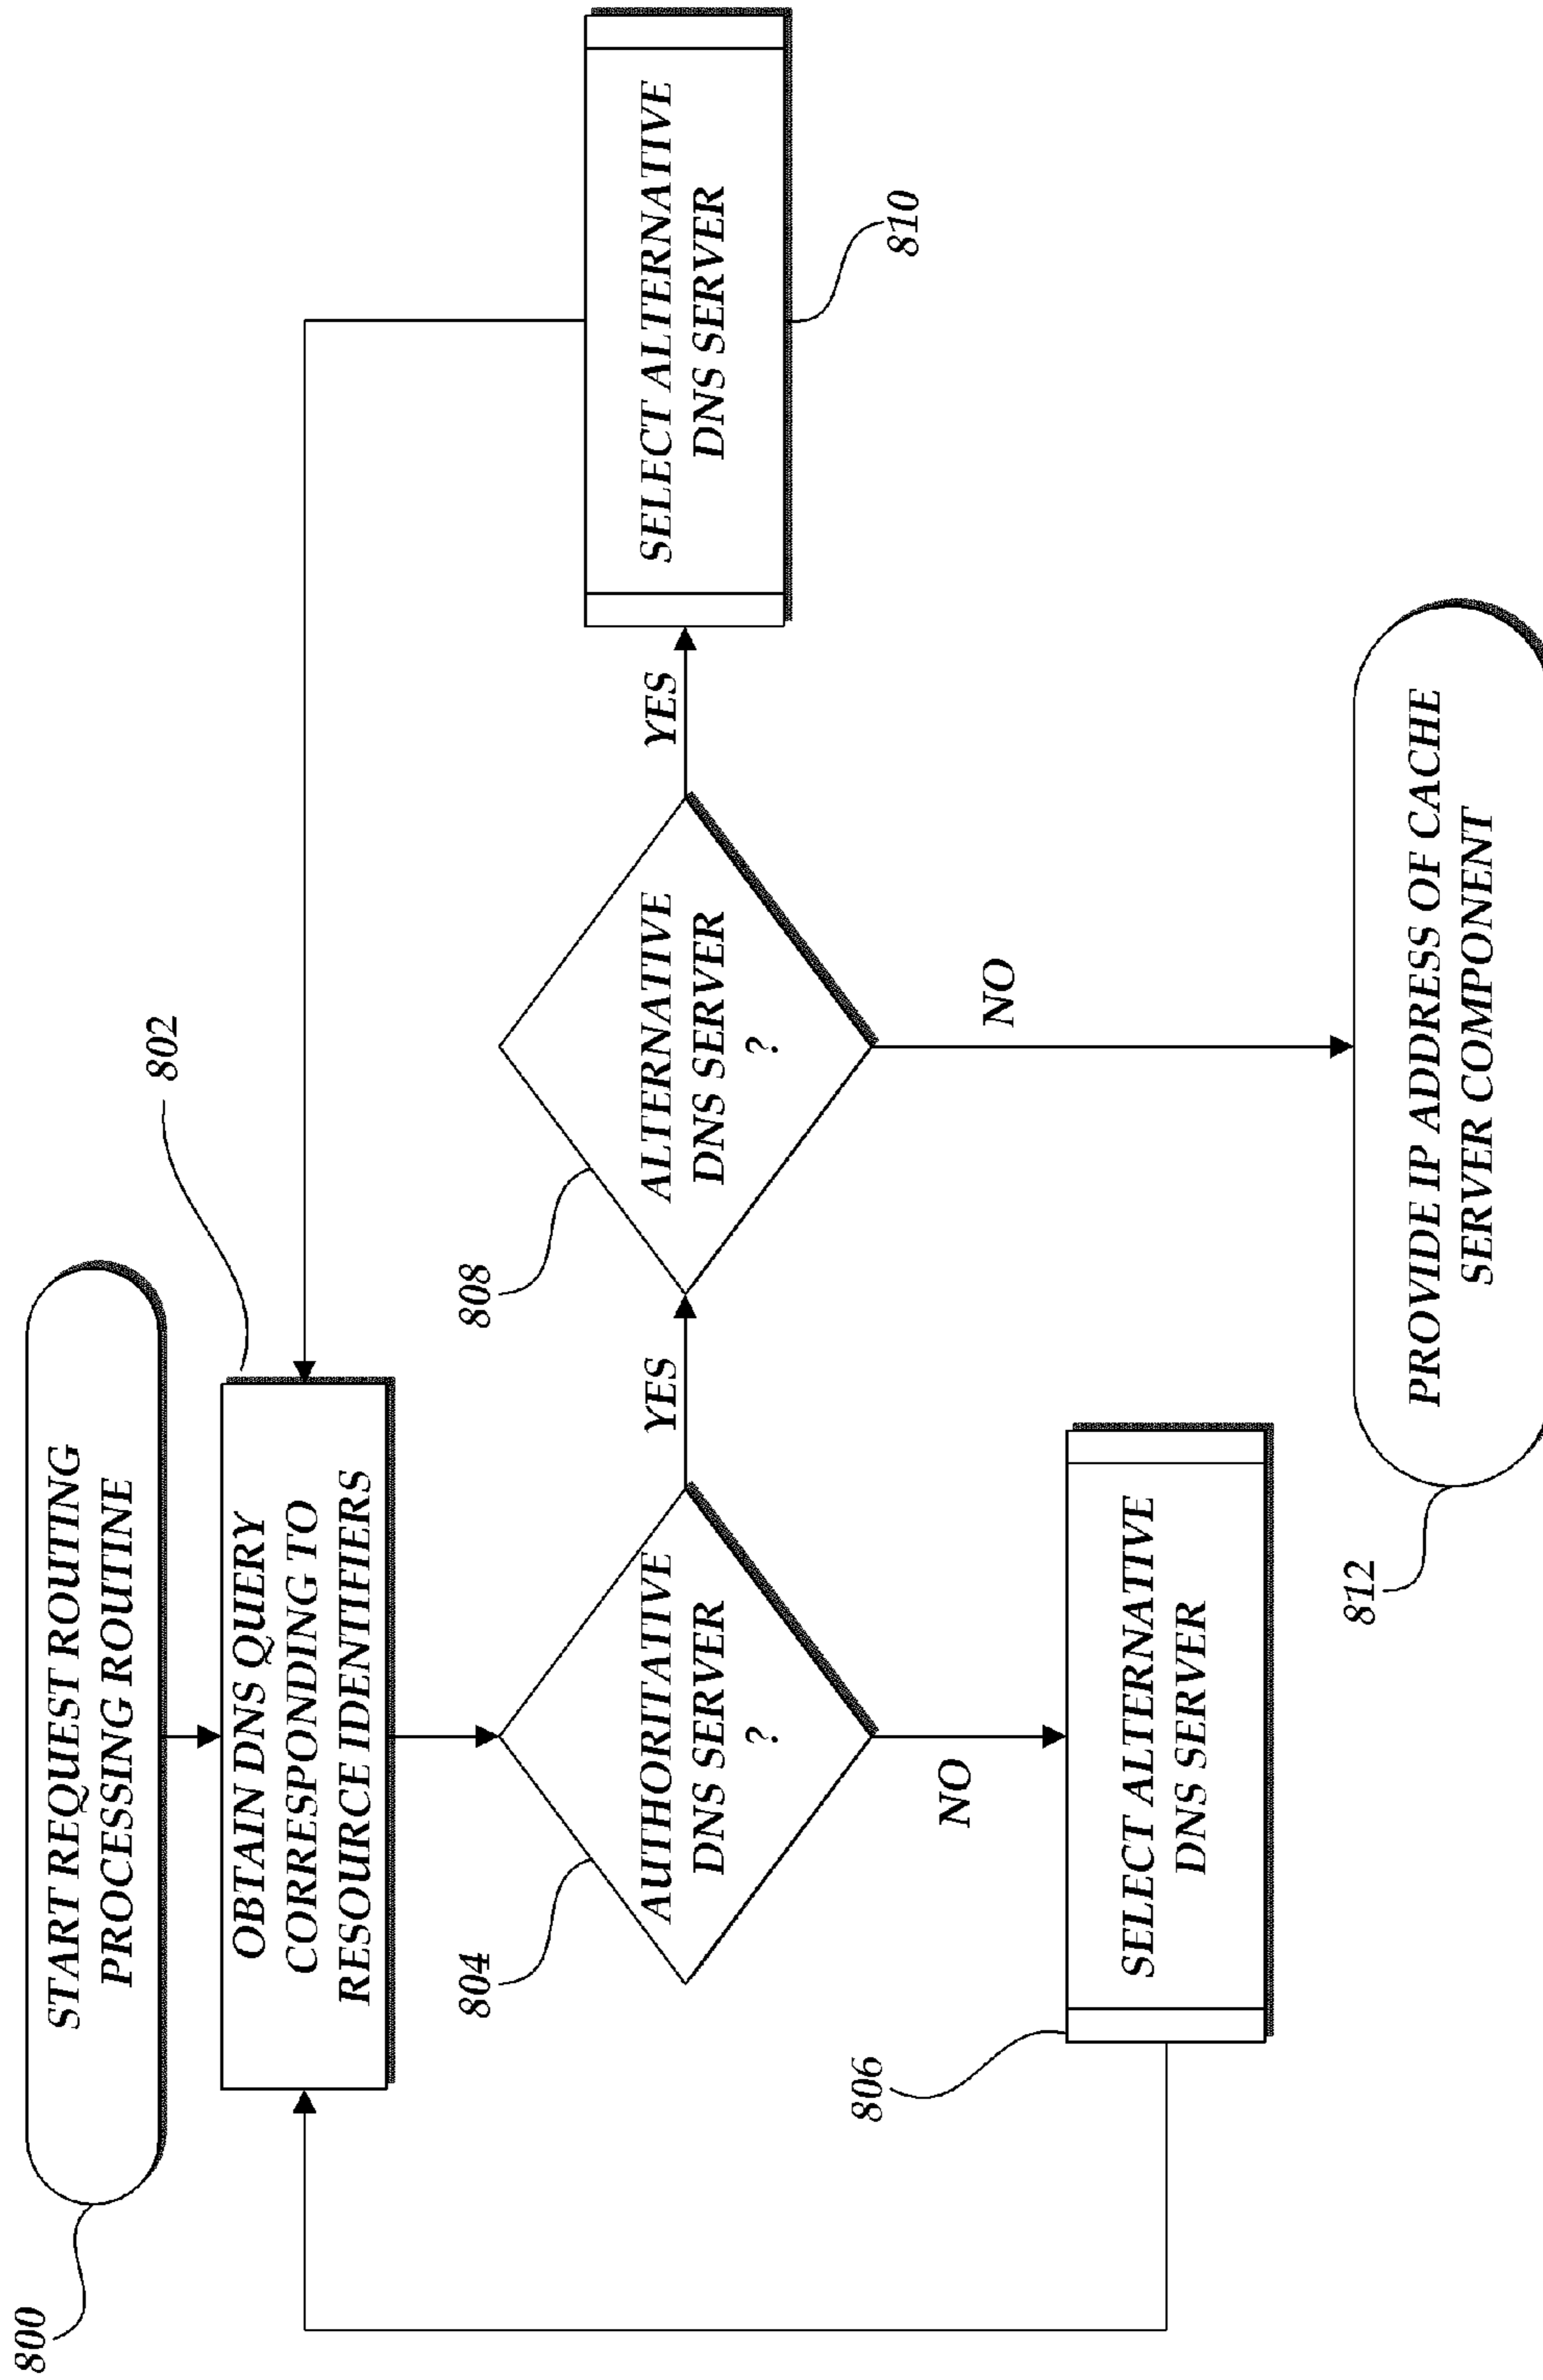 800
START REQUEST ROUTING
PROCESSING ROUTINE
802
OBTAIN DNS QUERY
CORRESPONDING TO
RESOURCE IDENTIFIERS
804
AUTHORITATIVE
DNS SERVER
?
YES
NO
806
SELECT ALTERNATIVE
DNS SERVER
808
ALTERNATIVE
DNS SERVER
?
YES
NO
SELECT ALTERNATIVE
DNS SERVER
810
812
PROVIDE IP ADDRESS OF CACHE
SERVER COMPONENT